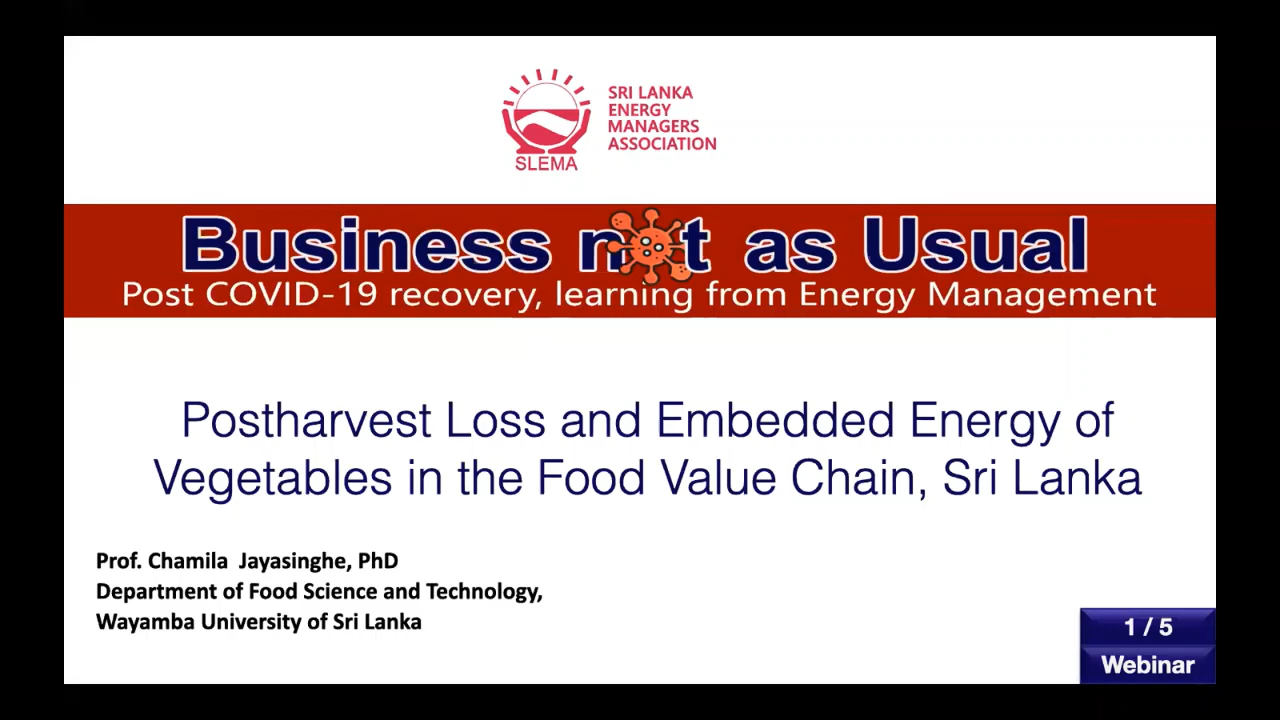 SRI LANKA
ENERGY
MANAGERS
ASSOCIATION
SLEMA
Business not as Usual
Post COVID-19 recovery, learning from Energy Management
Postharvest Loss and Embedded Energy of
Vegetables in the Food Value Chain, Sri Lanka
Prof. Chamila Jayasinghe, PhD
Department of Food Science and Technology,
Wayamba University of Sri Lanka
1 / 5
Webinar